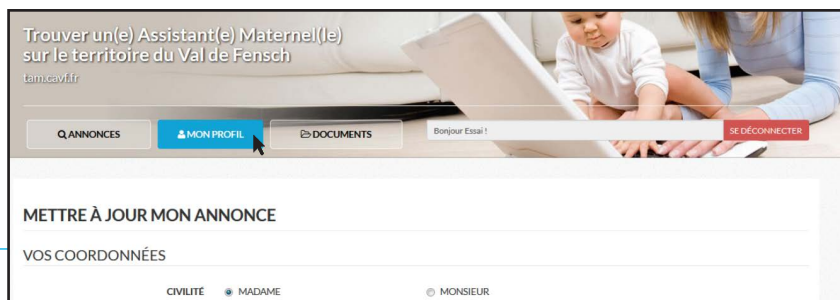 Trouver un(e) Assistant(e) Maternel(le)
sur le territoire du Val de Fensch
tam.cavf.fr
ANNONCES MON PROFIL DOCUMENTS Bonjour Essai ! SE DÉCONNECTER
METTRE À JOUR MON ANNONCE
VOS COORDONNÉES
CIVILITÉ MADAME MONSIEUR